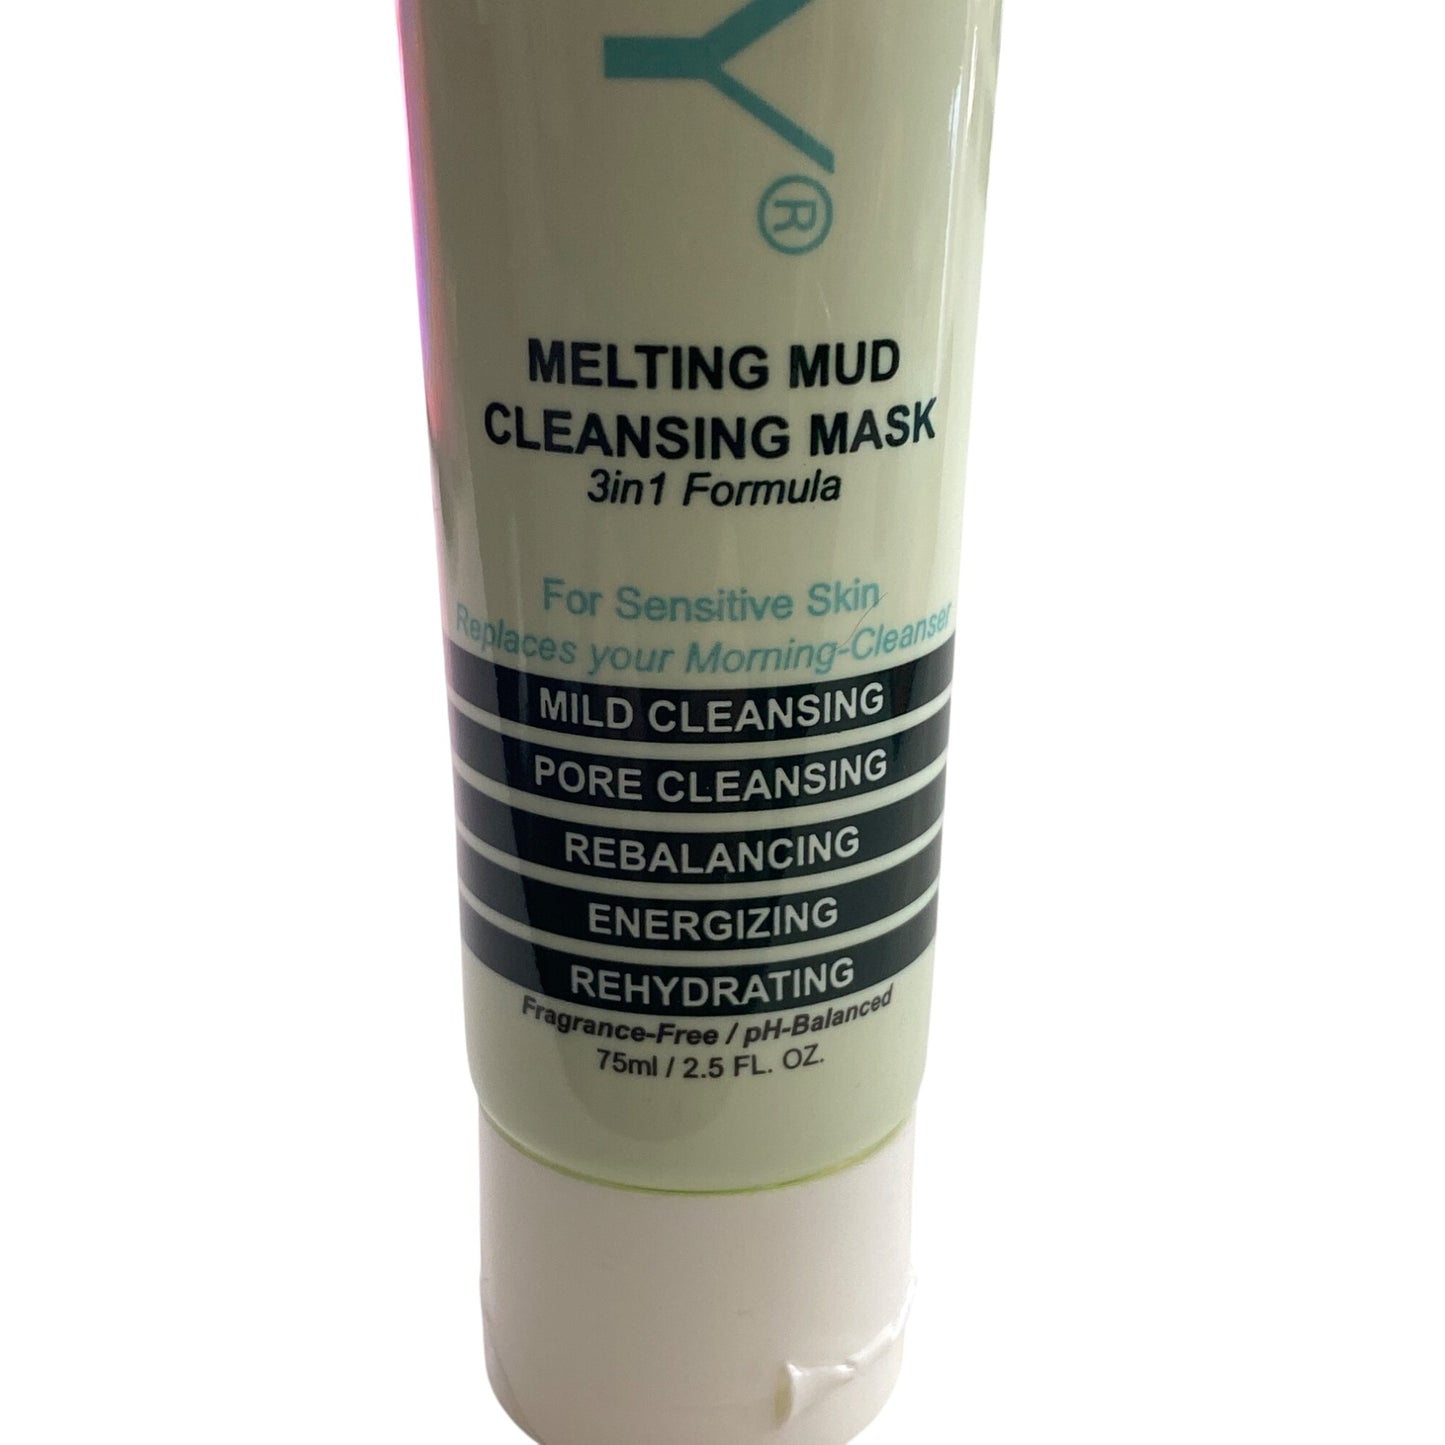 Y®
MELTING MUD
CLEANSING MASK
3in1 Formula
For Sensitive Skin
Replaces your Morning-Cleanser
MILD CLEANSING
PORE CLEANSING
REBALANCING
ENERGIZING
REHYDRATING
Fragrance-Free / pH-Balanced
75ml / 2.5 FL. OZ.